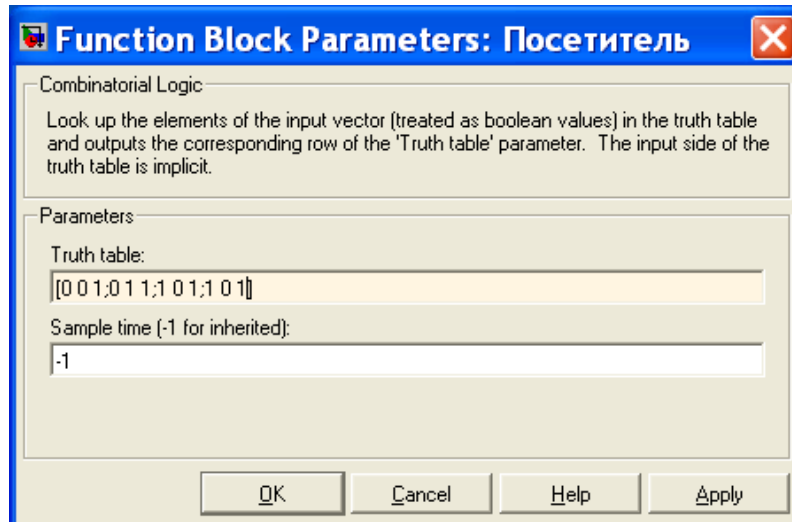 Function Block Parameters: Посетитель
Combinatorial Logic
Look up the elements of the input vector (treated as boolean values) in the truth table
and outputs the corresponding row of the 'Truth table' parameter. The input side of the
truth table is implicit.
Parameters
Truth table:
[0 0 1;0 1 1;1 0 1;1 0 1]
Sample time (-1 for inherited):
-1
OK Cancel Help Apply